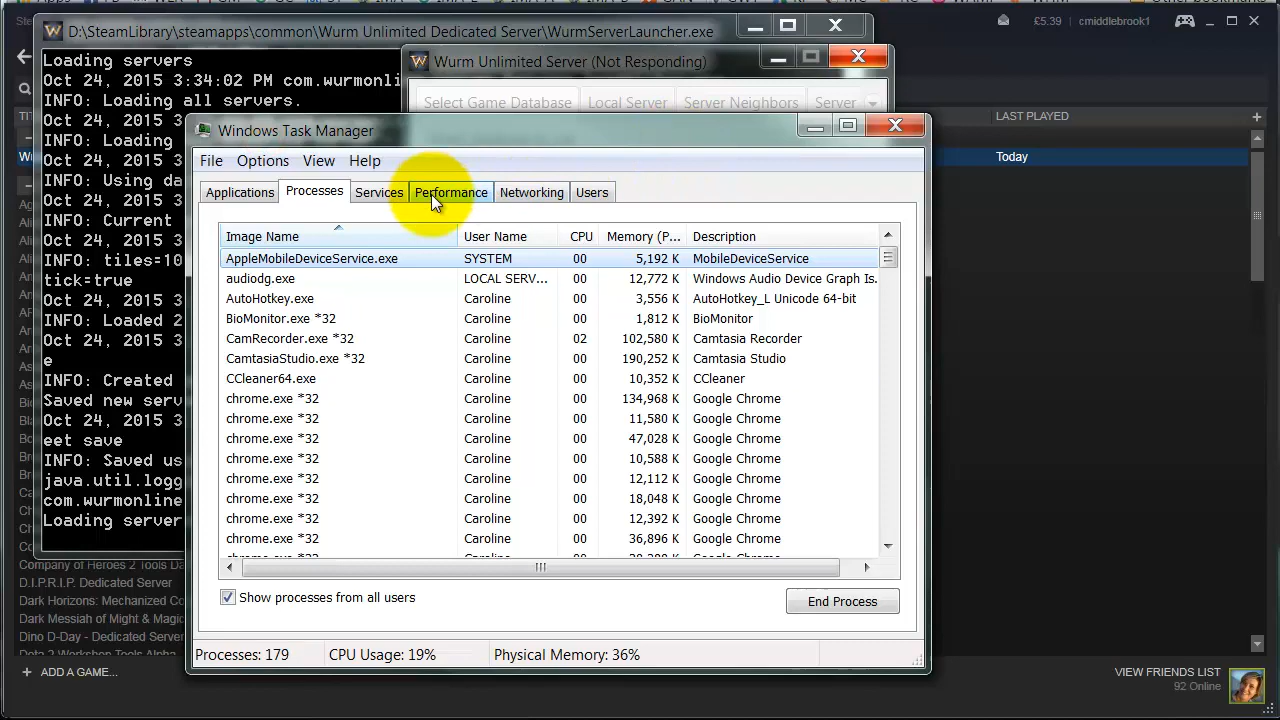 D:\SteamLibrary\steamapps\common\Wurm Unlimited Dedicated Server\WurmServerLauncher.exe
£5.39
cmiddlebrook1
Loading servers
Oct 24, 2015 3:34:02 PM com.wurmonli
INFO: Loading all servers.
Oct 24, 2015 3
INFO: Loading
Oct 24, 2015 3
INFO: Using da
Oct 24, 2015 3
INFO: Current
Oct 24, 2015 3
INFO: tiles=10
tick=true
Oct 24, 2015 3
INFO: Loaded 2
Oct 24, 2015 3
e
INFO: Created
Saved new serv
Oct 24, 2015 3
eet save
INFO: Saved us
java.util.logg
com.wurmonline
Loading server
Wurm Unlimited Server (Not Responding)
Select Game Database
Local Server
Server Neighbors
Server
LAST PLAYED
Today
Windows Task Manager
File
Options
View
Help
Applications
Processes
Services
Performance
Networking
Users
Image Name
User Name
CPU
Memory (P...
Description
AppleMobileDeviceService.exe SYSTEM 00 5,192 K MobileDeviceService
audiodg.exe LOCAL SERV... 00 12,772 K Windows Audio Device Graph Is.
AutoHotkey.exe Caroline 00 3,556 K AutoHotkey_L Unicode 64-bit
BioMonitor.exe *32 Caroline 00 1,812 K BioMonitor
CamRecorder.exe *32 Caroline 02 102,580 K Camtasia Recorder
CamtasiaStudio.exe *32 Caroline 00 190,252 K Camtasia Studio
CCleaner64.exe Caroline 00 10,352 K CCleaner
chrome.exe *32 Caroline 00 134,968 K Google Chrome
chrome.exe *32 Caroline 00 11,580 K Google Chrome
chrome.exe *32 Caroline 00 47,028 K Google Chrome
chrome.exe *32 Caroline 00 10,588 K Google Chrome
chrome.exe *32 Caroline 00 12,112 K Google Chrome
chrome.exe *32 Caroline 00 18,048 K Google Chrome
chrome.exe *32 Caroline 00 12,392 K Google Chrome
chrome.exe *32 Caroline 00 36,896 K Google Chrome
Show processes from all users
End Process
Processes: 179
CPU Usage: 19%
Physical Memory: 36%
Company of Heroes 2 Tools Da
D.I.P.R.I.P. Dedicated Server
Dark Horizons: Mechanized Co
Dark Messiah of Might & Magic
Dino D-Day - Dedicated Server
Dota 2 Workshop Tools Alpha
ADD A GAME...
VIEW FRIENDS LIST
92 Online